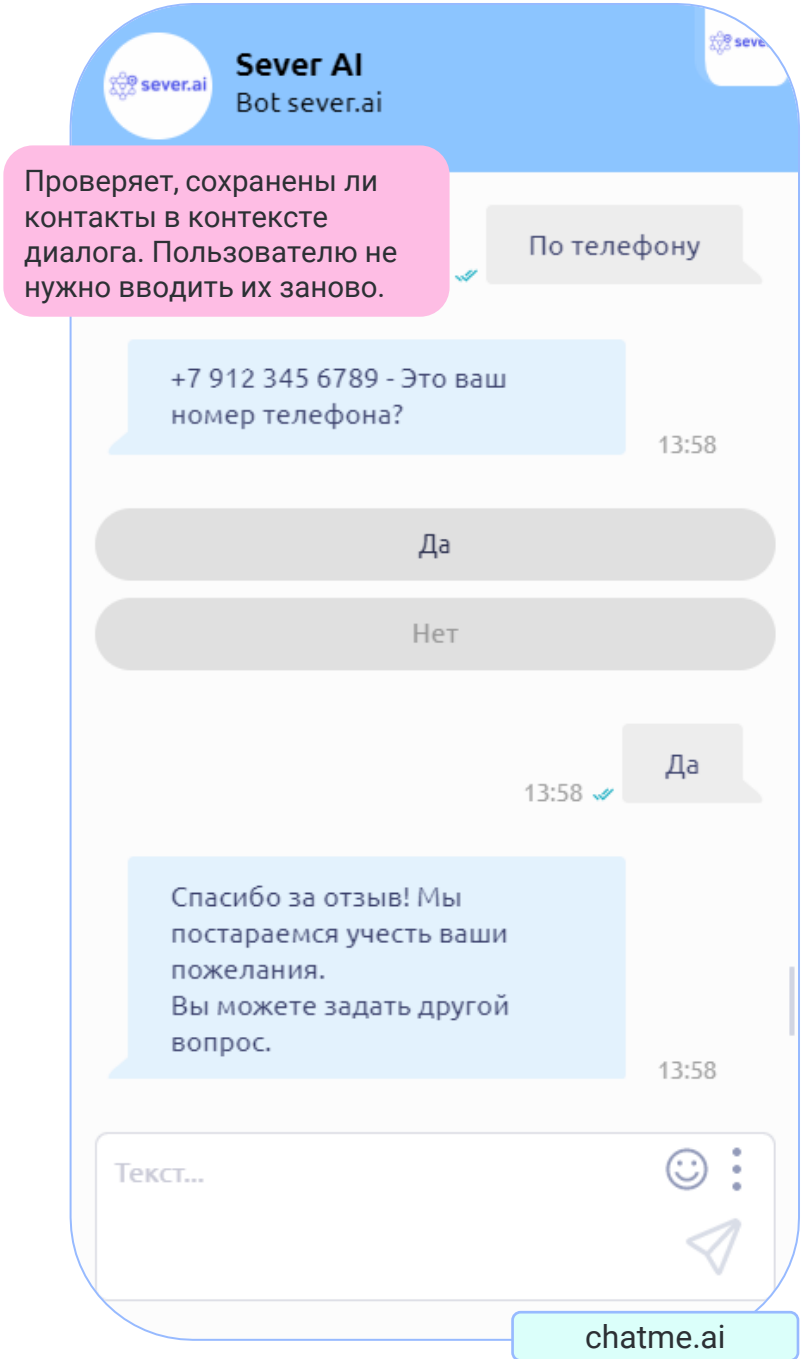 sever.ai
Sever AI
Bot sever.ai
Проверяет, сохранены ли
контакты в контексте
диалога. Пользователю не
нужно вводить их заново.
По телефону
+7 912 345 6789 - Это ваш
номер телефона?
13:58
Да
Нет
Да
13:58
Спасибо за отзыв! Мы
постараемся учесть ваши
пожелания.
Вы можете задать другой
вопрос.
13:58
Текст...
chatme.ai